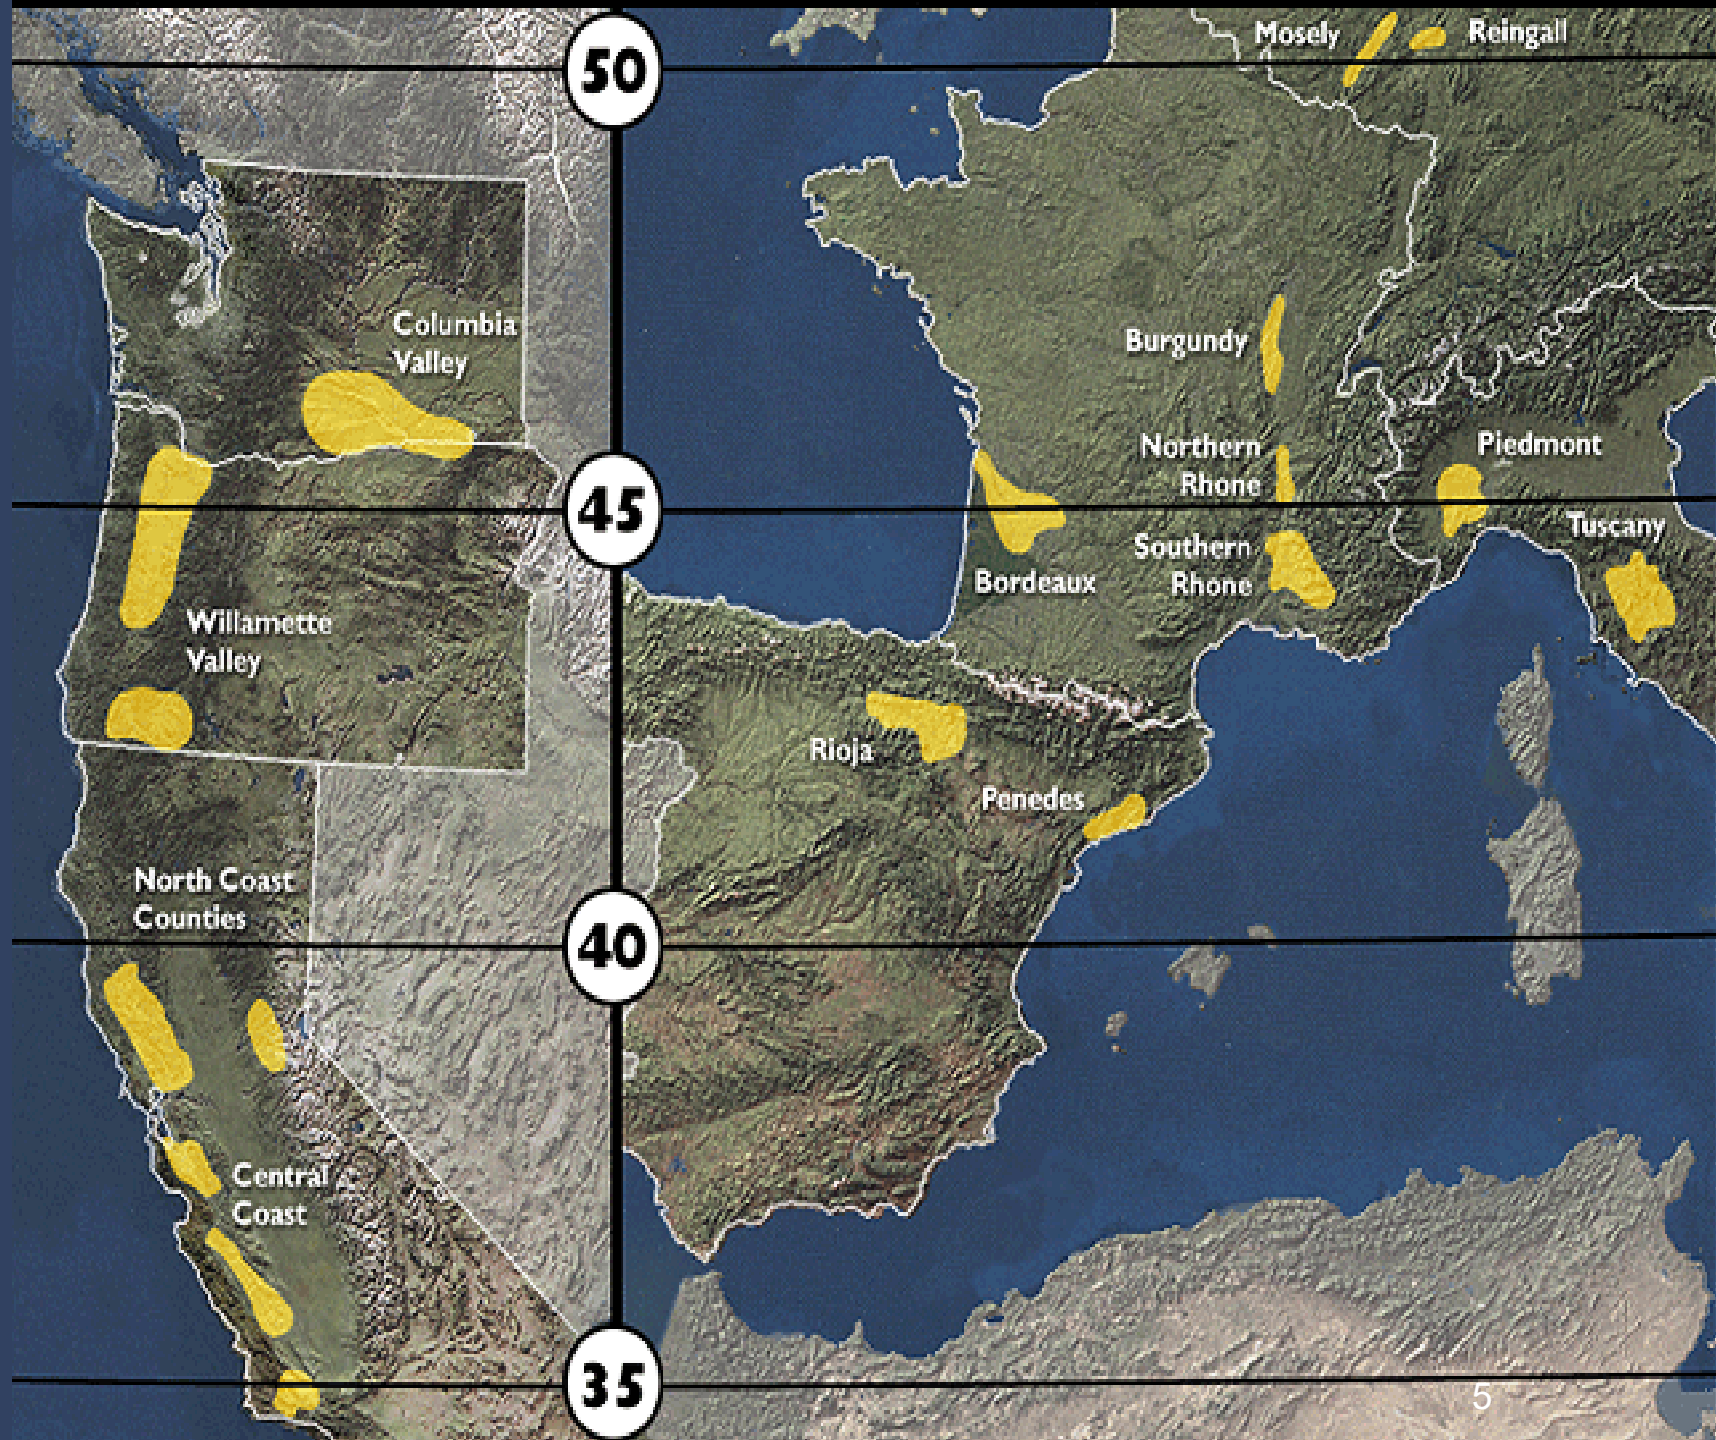 Mosely
Reingall
50
Columbia
Valley
Burgundy
Northern
Rhone
Piedmont
45
Tuscany
Southern
Rhone
Bordeaux
Willamette
Valley
Rioja
Penedes
North Coast
Counties
40
Central
Coast
35
5